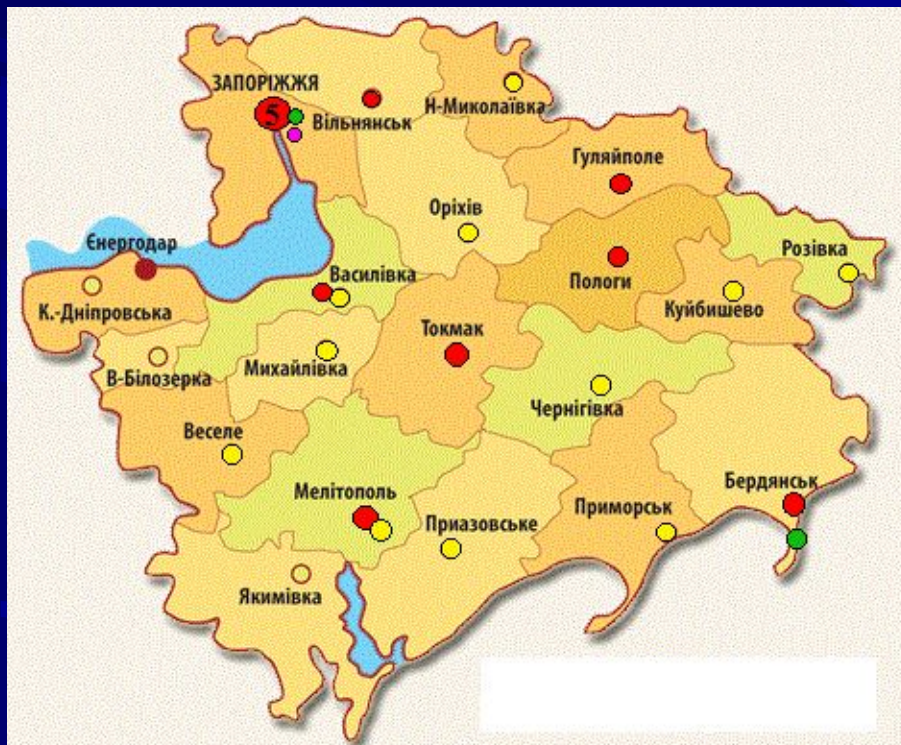 ЗАПОРІЖЖЯ
5
Вільнянськ
Н-Миколаївка
Гуляйполе
Оріхів
Розівка
Єнергодар
Василівка
Пологи
К.-Дніпровська
Куйбишево
Токмак
Михайлівка
В-Білозерка
Чернігівка
Веселе
Мелітополь
Бердянськ
Приморськ
Приазовське
Якимівка